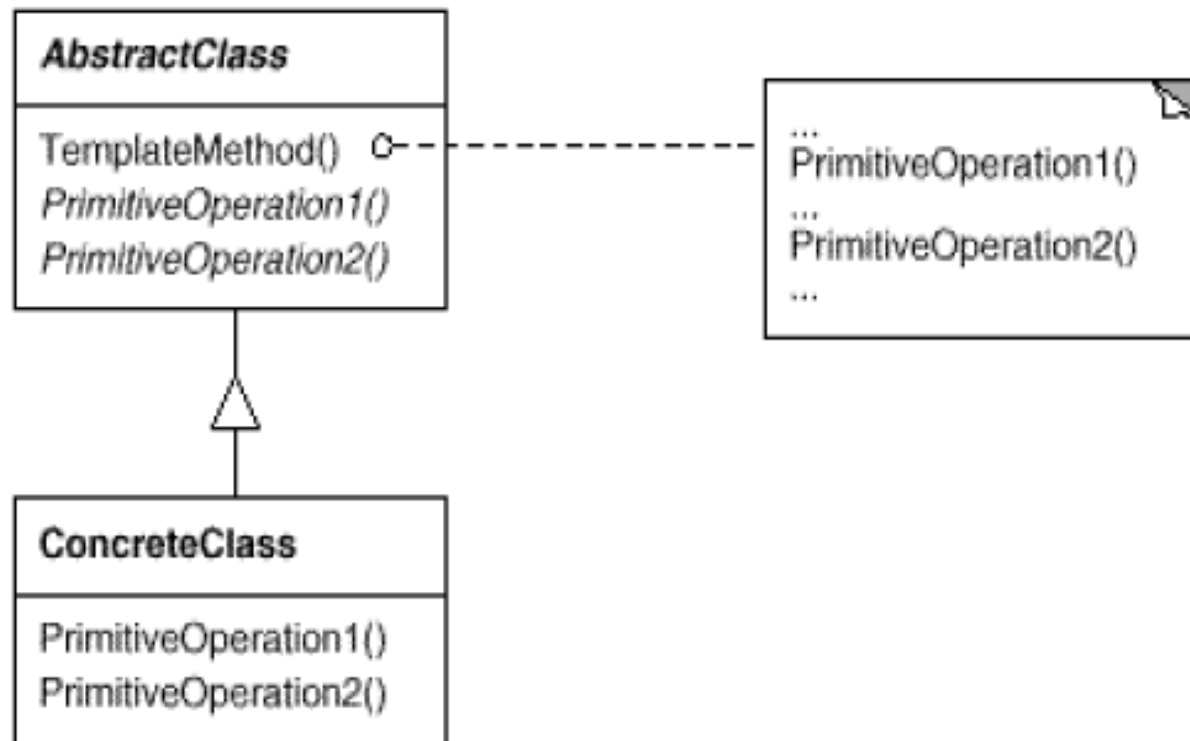 AbstractClass
TemplateMethod()
PrimitiveOperation1()
PrimitiveOperation2()
...
PrimitiveOperation1()
...
PrimitiveOperation2()
...
ConcreteClass
PrimitiveOperation1()
PrimitiveOperation2()